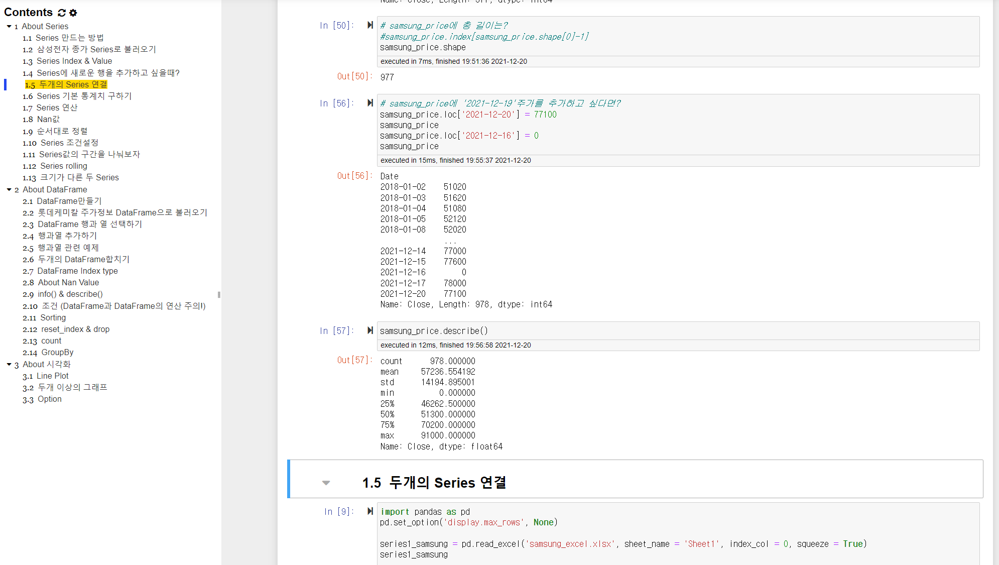 Contents
1 About Series
1.1 Series 만드는 방법
1.2 삼성전자 종가 Series로 불러오기
1.3 Series Index & Value
1.4 Series에 새로운 행을 추가하고 싶을때?
1.5 두개의 Series 연결
1.6 Series 기본 통계치 구하기
1.7 Series 연산
1.8 Nan값
1.9 순서대로 정렬
1.10 Series 조건설정
1.11 Series값의 구간을 나눠보자
1.12 Series rolling
1.13 크기가 다른 두 Series
2 About DataFrame
2.1 DataFrame만들기
2.2 롯데케미칼 주가정보 DataFrame으로 불러오기
2.3 DataFrame 행과 열 선택하기
2.4 행과열 추가하기
2.5 행과열 관련 예제
2.6 두개의 DataFrame합치기
2.7 DataFrame Index type
2.8 About Nan Value
2.9 info() & describe()
2.10 조건 (DataFrame과 DataFrame의 연산 주의!)
2.11 Sorting
2.12 reset_index & drop
2.13 count
2.14 GroupBy
3 About 시각화
3.1 Line Plot
3.2 두개 이상의 그래프
3.3 Option
In [50]: # samsung_price에 총 길이는?
#samsung_price.index[samsung_price.shape[0]-1]
samsung_price.shape
executed in 7ms, finished 19:51:36 2021-12-20
Out[50]: 977
In [56]: # samsung_price에 '2021-12-19'주가를 추가하고 싶다면?
samsung_price.loc['2021-12-20'] = 77100
samsung_price
samsung_price.loc['2021-12-16'] = 0
samsung_price
executed in 15ms, finished 19:55:37 2021-12-20
Out[56]: Date
2018-01-02 51020
2018-01-03 51620
2018-01-04 51080
2018-01-05 52120
2018-01-08 52020
...
2021-12-14 77000
2021-12-15 77600
2021-12-16 0
2021-12-17 78000
2021-12-20 77100
Name: Close, Length: 978, dtype: int64
In [57]: samsung_price.describe()
executed in 12ms, finished 19:56:58 2021-12-20
Out[57]: count 978.000000
mean 57236.554192
std 14194.895001
min 0.000000
25% 46262.500000
50% 51300.000000
75% 70200.000000
max 91000.000000
Name: Close, dtype: float64
1.5 두개의 Series 연결
In [9]: import pandas as pd
pd.set_option('display.max_rows', None)
series1_samsung = pd.read_excel('samsung_excel.xlsx', sheet_name = 'Sheet1', index_col = 0, squeeze = True)
series1_samsung